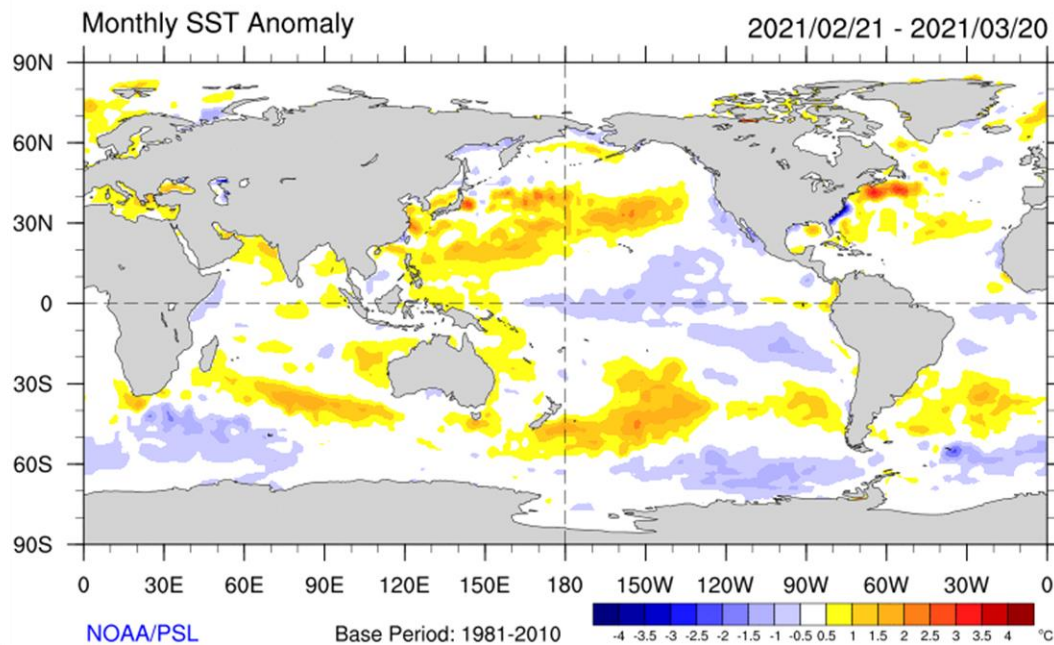 Monthly SST Anomaly 2021/02/21 - 2021/03/20
90N
60N
30N
0
30S
60S
90S
0 30E 60E 90E 120E 150E 180 150W 120W 90W 60W 30W 0
NOAA/PSL Base Period: 1981-2010
-4 -3.5 -3 -2.5 -2 -1.5 -1 -0.5 0.5 1 1.5 2 2.5 3 3.5 4 °C